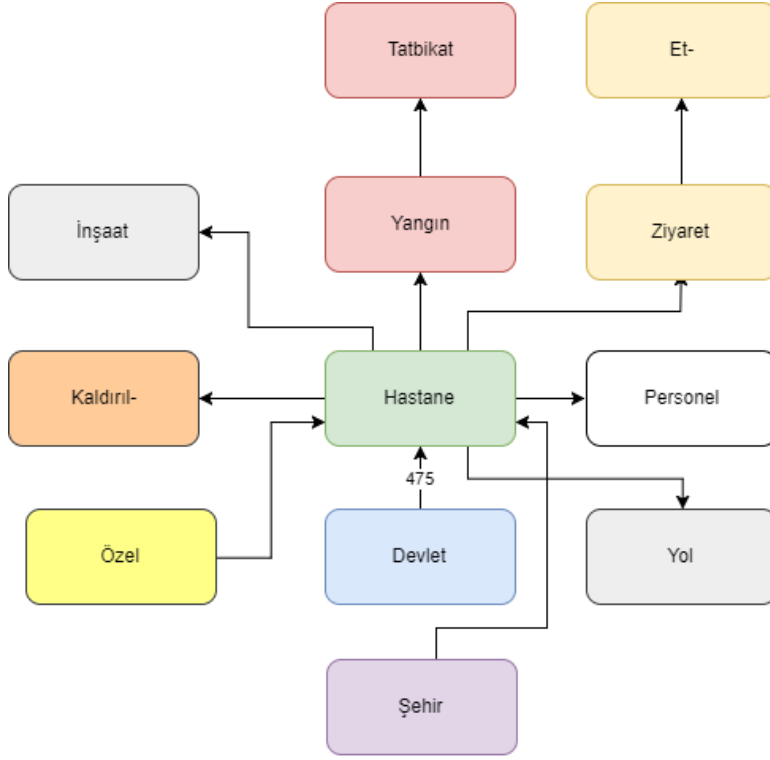 Tatbikat
Et-
İnşaat
Yangın
Ziyaret
Kaldırıl-
Hastane
Personel
475
Özel
Devlet
Yol
Şehir